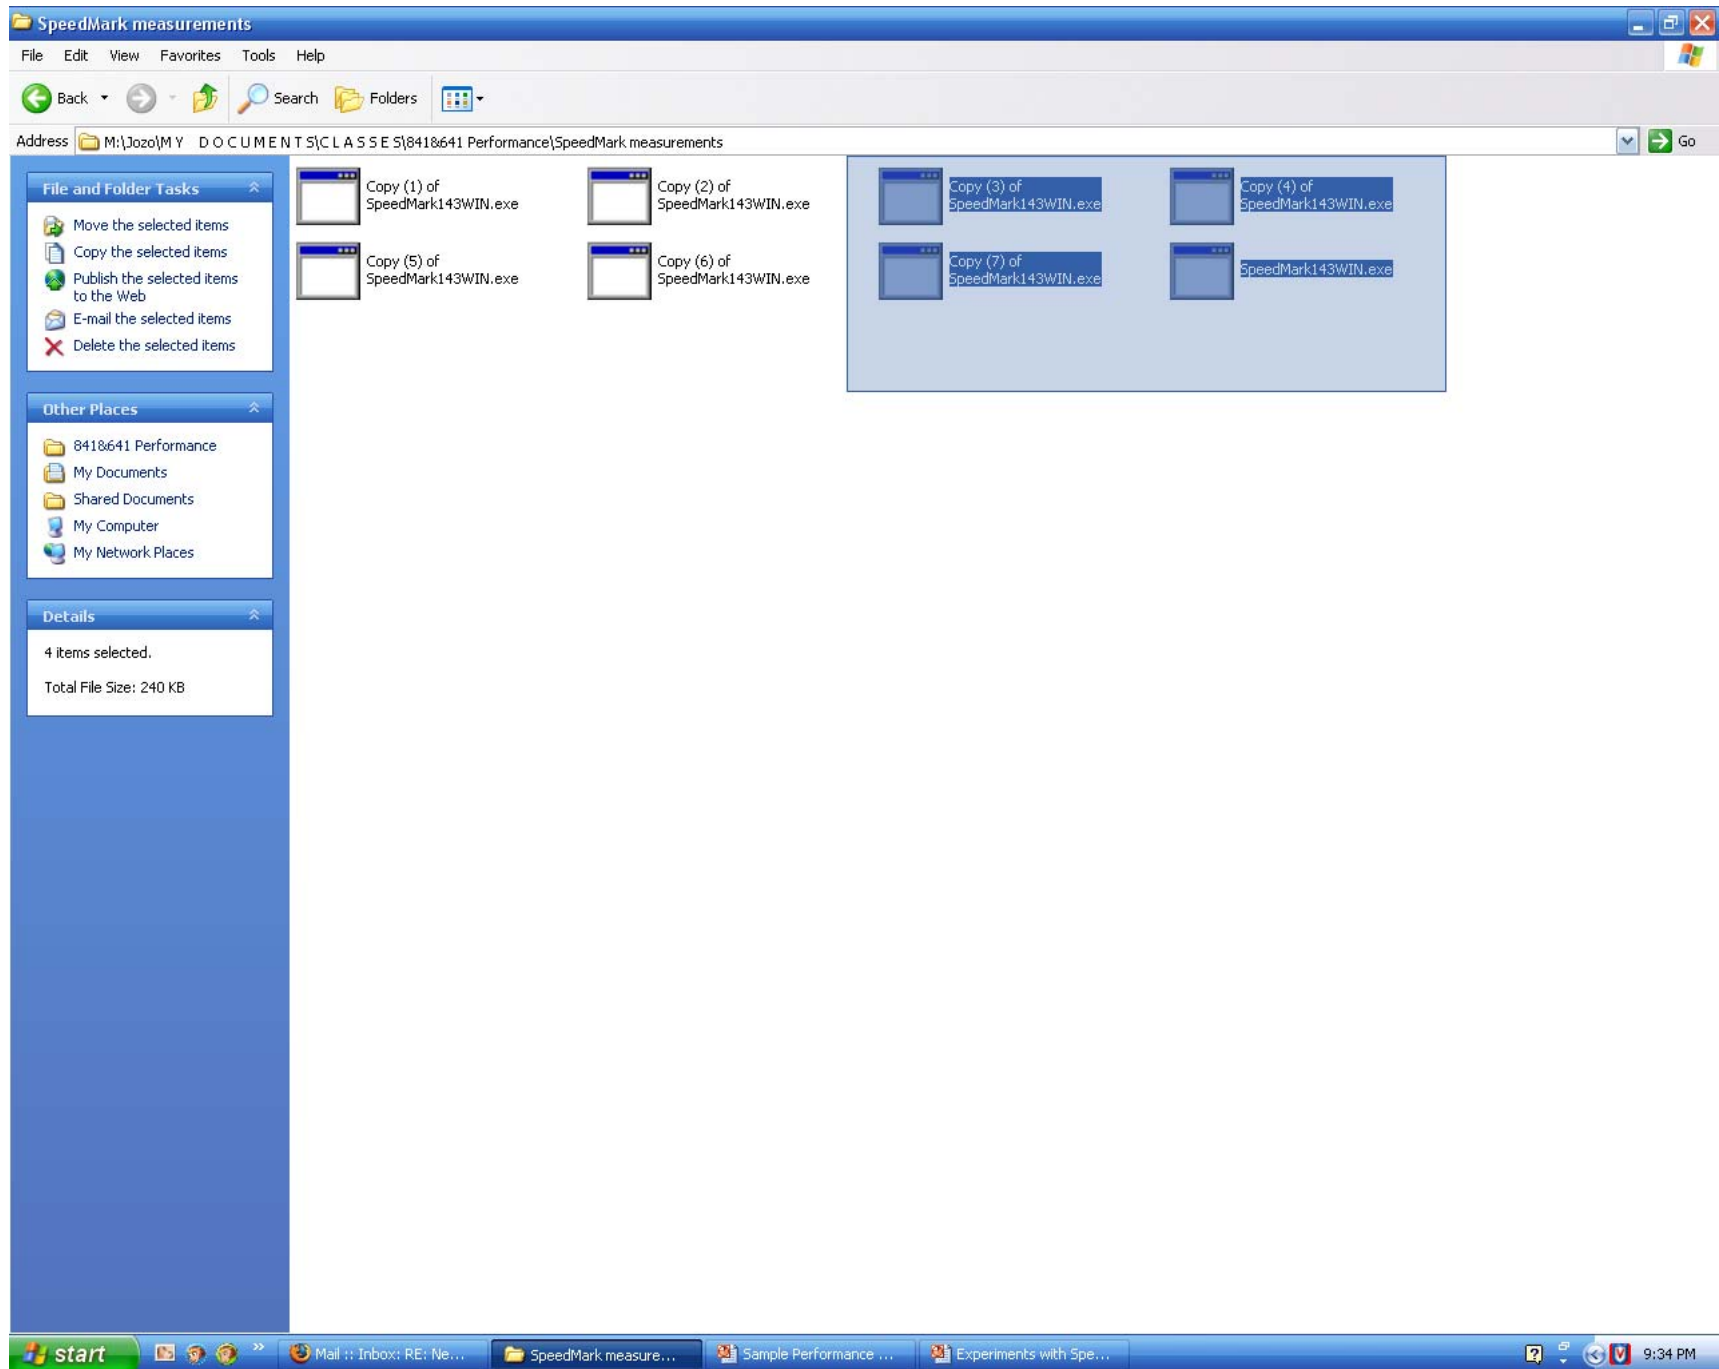 SpeedMark measurements
File Edit View Favorites Tools Help
Back Search Folders
Address M:\Jozo\M Y D O C U M E N T S\C L A S S E S\841&641 Performance\SpeedMark measurements Go
File and Folder Tasks
Move the selected items
Copy the selected items
Publish the selected items
to the Web
E-mail the selected items
Delete the selected items
Other Places
841&641 Performance
My Documents
Shared Documents
My Computer
My Network Places
Details
4 items selected.
Total File Size: 240 KB
Copy (1) of
SpeedMark143WIN.exe
Copy (2) of
SpeedMark143WIN.exe
Copy (3) of
SpeedMark143WIN.exe
Copy (4) of
SpeedMark143WIN.exe
Copy (5) of
SpeedMark143WIN.exe
Copy (6) of
SpeedMark143WIN.exe
Copy (7) of
SpeedMark143WIN.exe
SpeedMark143WIN.exe
start Mail :: Inbox: RE: Ne... SpeedMark measure... Sample Performance ... Experiments with Spe... 9:34 PM